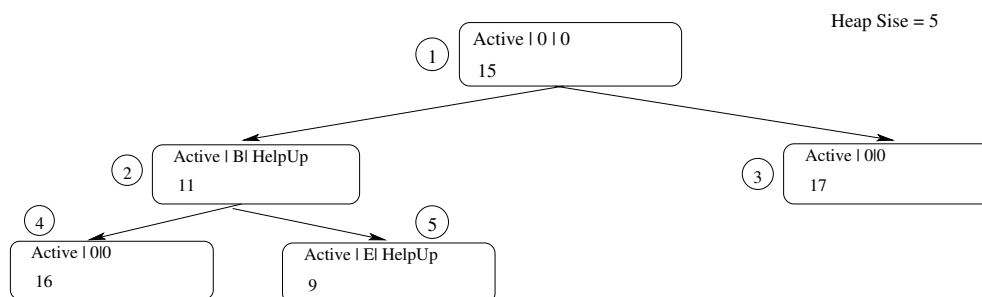 Heap Sise = 5
1
Active | 0 | 0
15
2
Active | B| HelpUp
11
3
Active | 0|0
17
4
Active | 0|0
16
5
Active | E| HelpUp
9